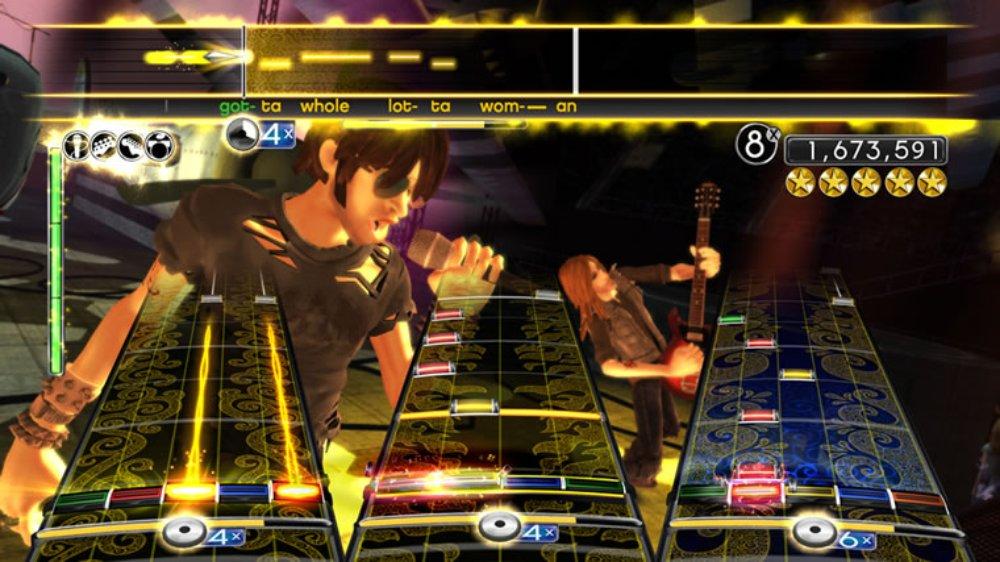 got- ta whole lot- ta wom-— an
4x
8x 1,673,591
4x 4x 6x